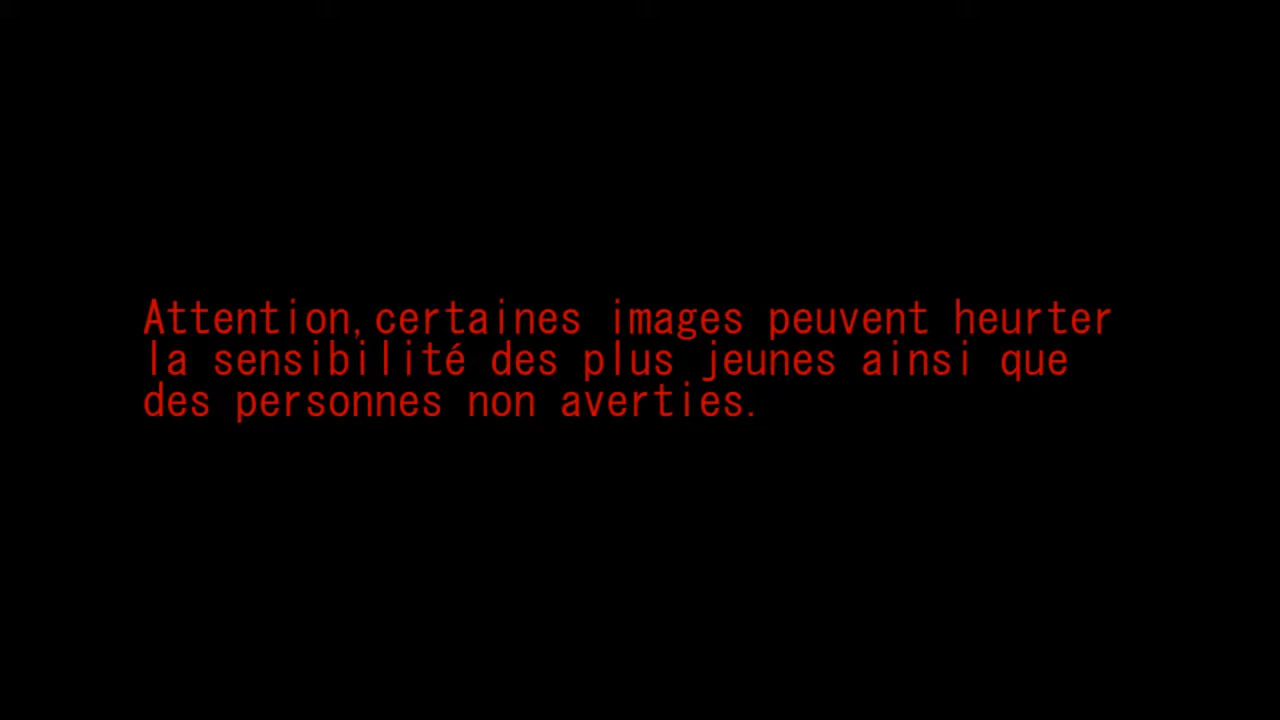 Attention,certaines images peuvent heurter
la sensibilité des plus jeunes ainsi que
des personnes non averties.